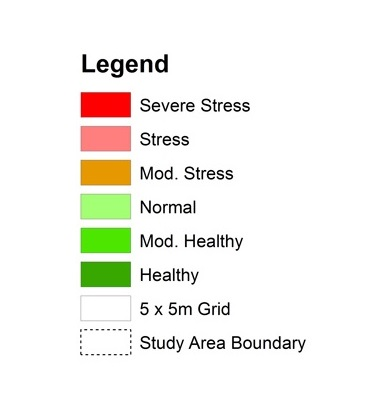 Legend
Severe Stress
Stress
Mod. Stress
Normal
Mod. Healthy
Healthy
5 x 5m Grid
Study Area Boundary